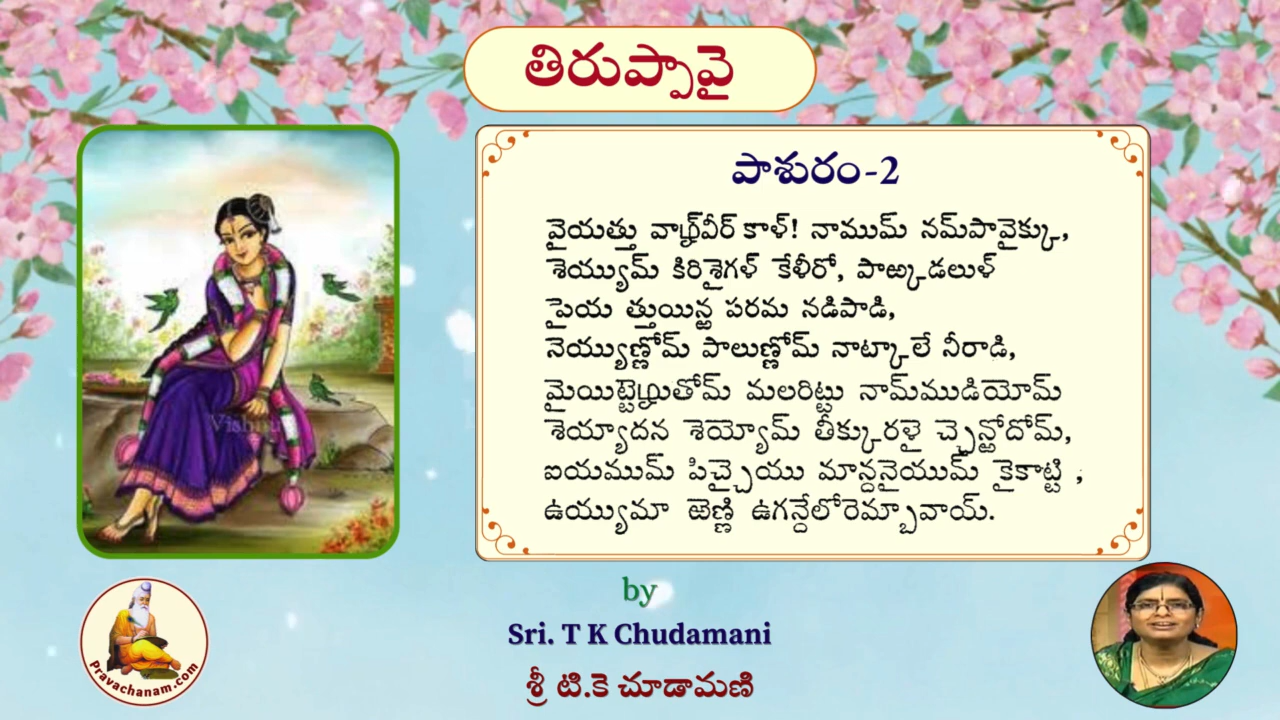 తిరుప్పావై
పాశురం-2
వైయత్తు వాఴ్‍వీర్ కాళ్! నాముమ్ నమ్‍పావైక్కు,
శెయ్యుమ్ కిరిశైగళ్ కేళీరో, పాఱ్కడలుళ్
పైయ త్తుయిన్ఱ పరమ నడిపాడి,
నెయ్యుణ్ణోమ్ పాలుణ్ణోమ్ నాట్కాలే నీరాడి,
మైయిట్టెఴుతోమ్ మలరిట్టు నామ్‍ముడియోమ్
శెయ్యాదన శెయ్యోమ్ తీక్కురళై చ్చెన్ఱోదోమ్,
ఐయముమ్ పిచ్చైయు మాన్దనైయుమ్ కైకాట్టి ;
ఉయ్యుమా ఱెణ్ణి ఉగన్దేలోరెమ్బావాయ్.
Vishnu
by
Sri. T K Chudamani
శ్రీ టి.కె చూడామణి
Pravachanam.com